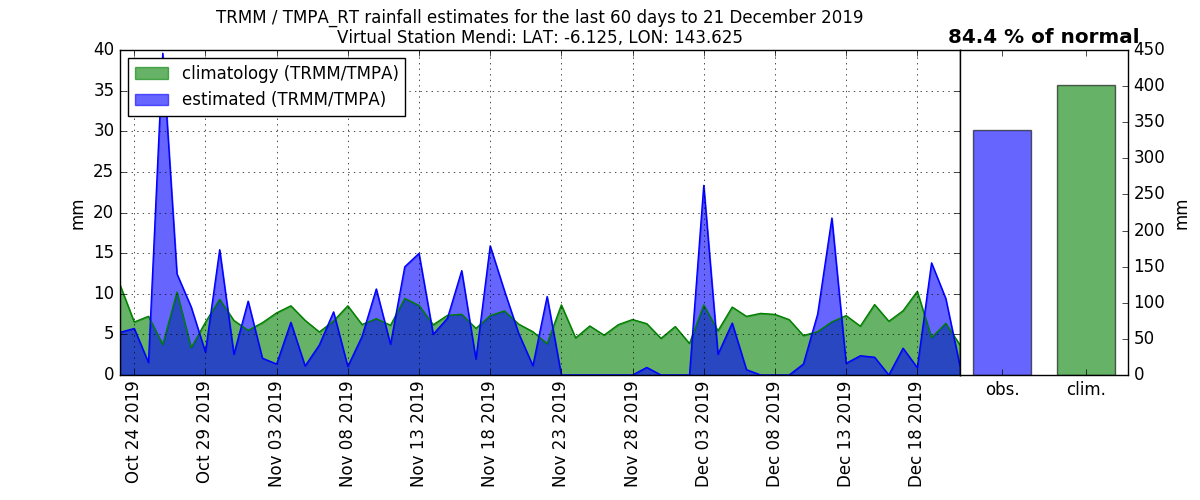 TRMM / TMPA_RT rainfall estimates for the last 60 days to 21 December 2019
Virtual Station Mendi: LAT: -6.125, LON: 143.625
84.4 % of normal
climatology (TRMM/TMPA)
estimated (TRMM/TMPA)
40
35
30
25
20
15
10
5
0
mm
Oct 24 2019
Oct 29 2019
Nov 03 2019
Nov 08 2019
Nov 13 2019
Nov 18 2019
Nov 23 2019
Nov 28 2019
Dec 03 2019
Dec 08 2019
Dec 13 2019
Dec 18 2019
450
400
350
300
250
200
150
100
50
0
mm
obs.
clim.